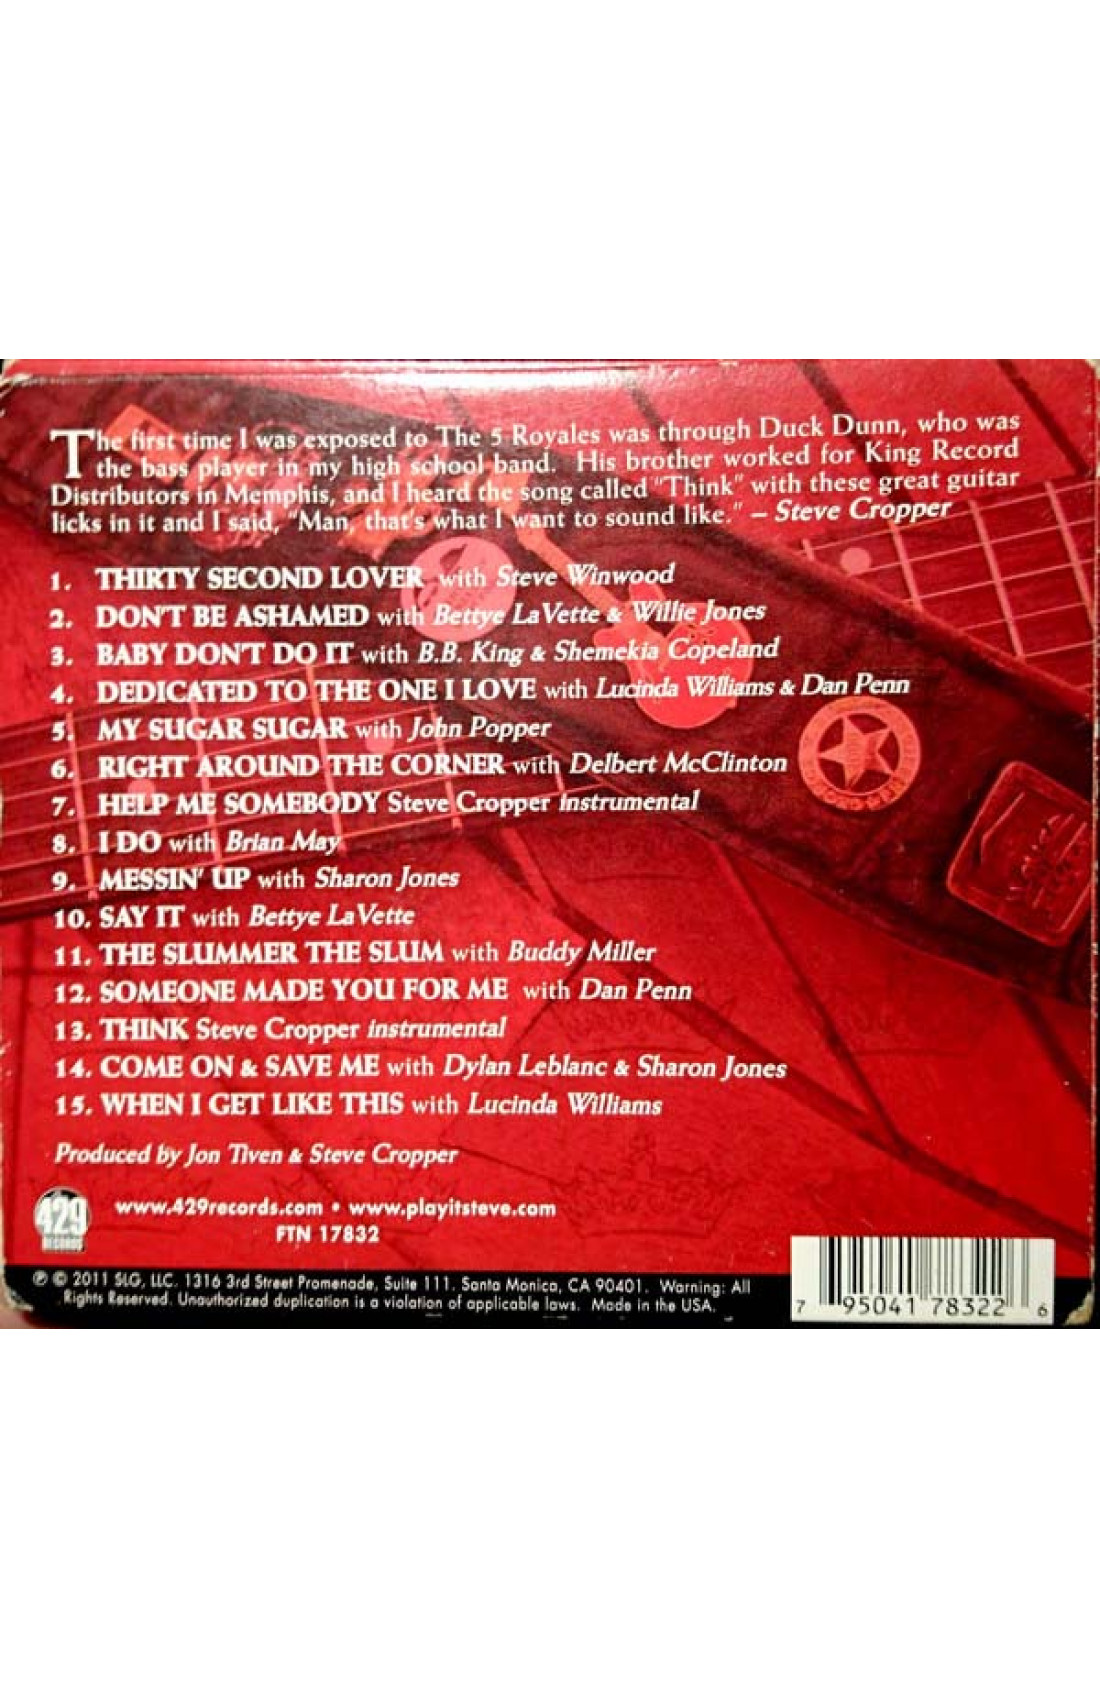 The first time I was exposed to The 5 Royales was through Duck Dunn, who was
the bass player in my high school band. His brother worked for King Record
Distributors in Memphis, and I heard the song called "Think" with these great guitar
licks in it and I said, "Man, that's what I want to sound like." – Steve Cropper
1. THIRTY SECOND LOVER with Steve Winwood
2. DON'T BE ASHAMED with Bettye LaVette & Willie Jones
3. BABY DON'T DO IT with B.B. King & Shemekia Copeland
4. DEDICATED TO THE ONE I LOVE with Lucinda Williams & Dan Penn
5. MY SUGAR SUGAR with John Popper
6. RIGHT AROUND THE CORNER with Delbert McClinton
7. HELP ME SOMEBODY Steve Cropper instrumental
8. I DO with Brian May
9. MESSIN' UP with Sharon Jones
10. SAY IT with Bettye LaVette
11. THE SLUMMER THE SLUM with Buddy Miller
12. SOMEONE MADE YOU FOR ME with Dan Penn
13. THINK Steve Cropper instrumental
14. COME ON & SAVE ME with Dylan Leblanc & Sharon Jones
15. WHEN I GET LIKE THIS with Lucinda Williams
Produced by Jon Tiven & Steve Cropper
429
RECORDS
www.429records.com • www.playitsteve.com
FTN 17832
℗ © 2011 SLG, LLC. 1316 3rd Street Promenade, Suite 111. Santa Monica, CA 90401. Warning: All
Rights Reserved. Unauthorized duplication is a violation of applicable laws. Made in the USA.
7 95041 78322 6